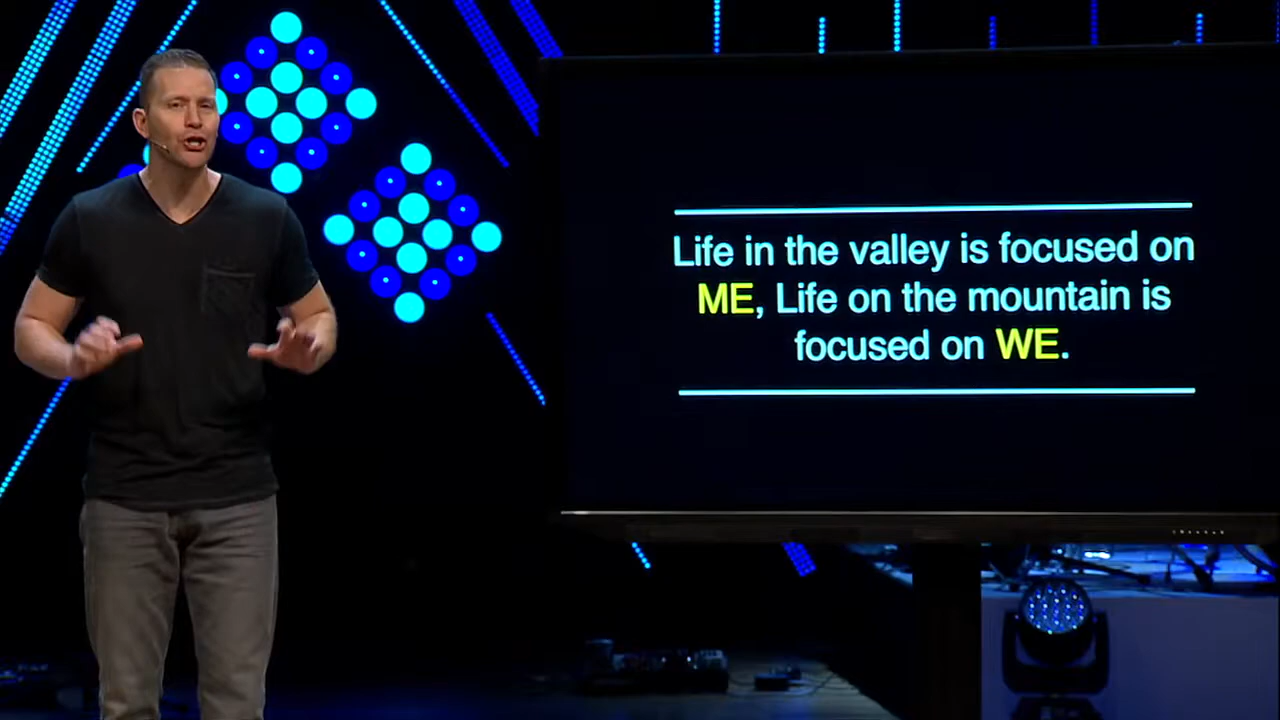 Life in the valley is focused on
ME, Life on the mountain is
focused on WE.